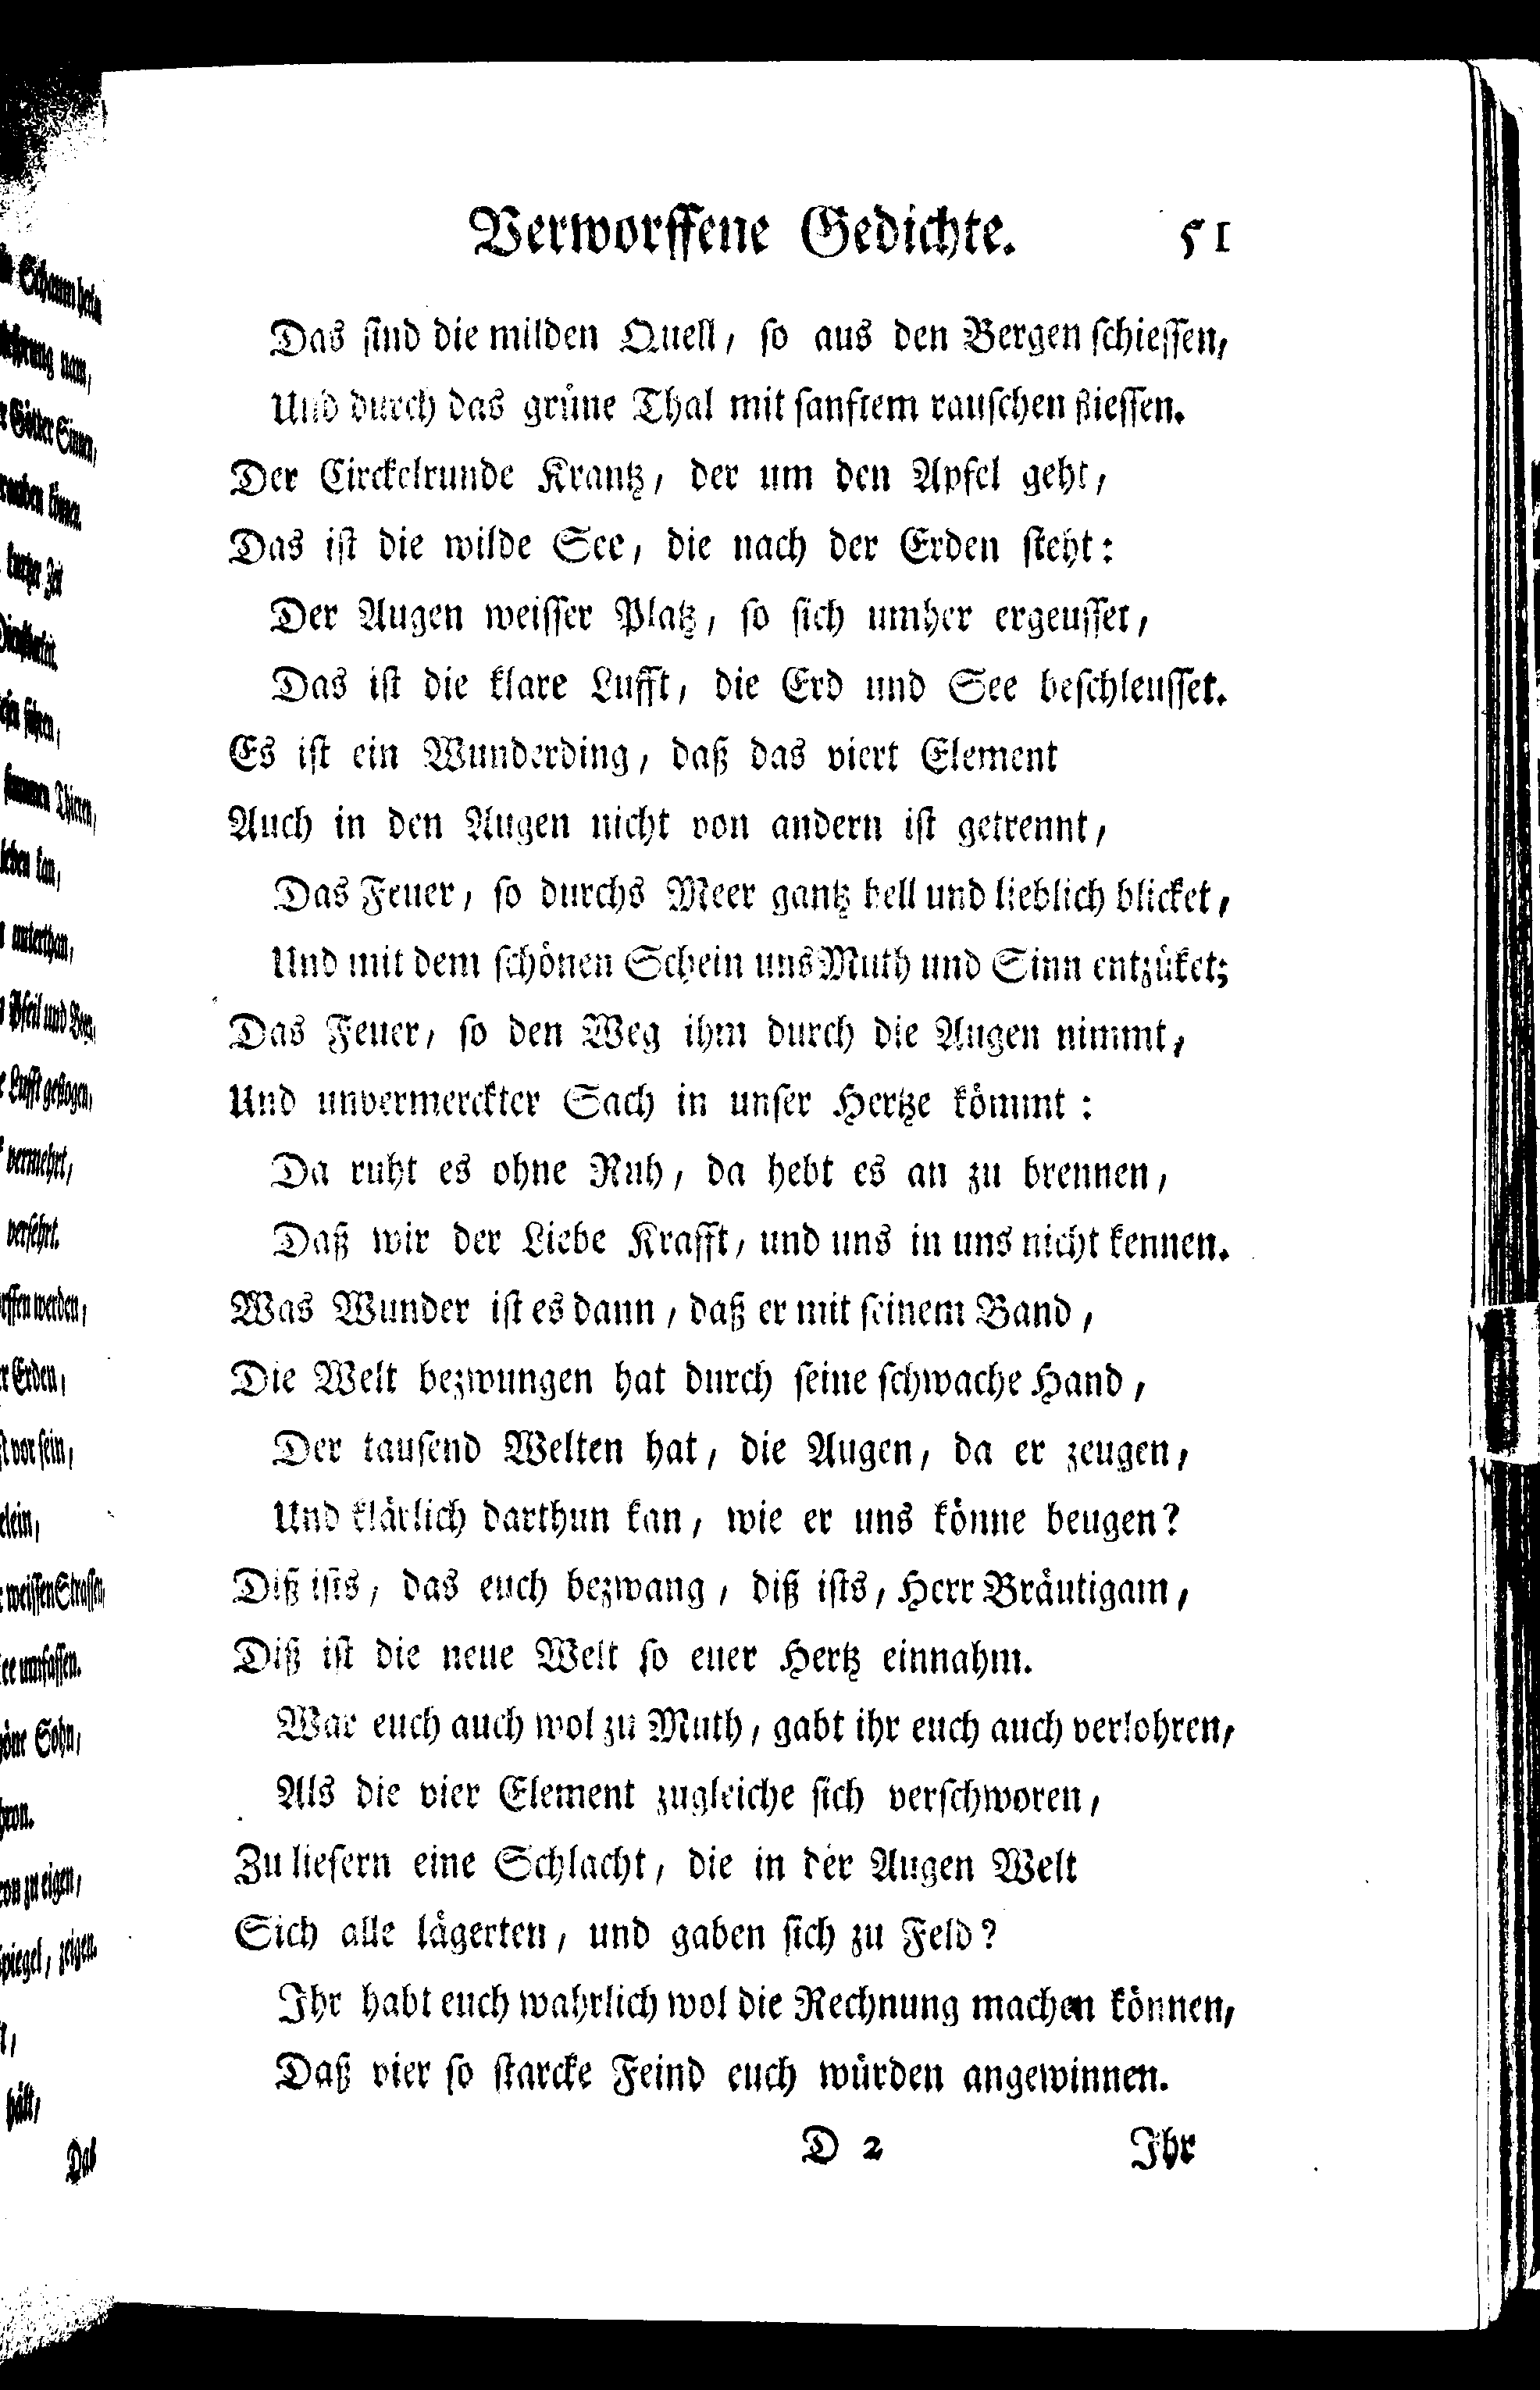 Verworffene Gedichte. 51
Das sind die milden Quell, so aus den Bergen schiessen,
Und durch das grüne Thal mit sanftem rauschen fliessen.
Der Circkelrunde Krantz, der um den Apfel geht,
Das ist die wilde See, die nach der Erden steht:
Der Augen weisser Platz, so sich umher ergeusset,
Das ist die klare Lufft, die Erd und See beschleusset.
Es ist ein Wunderding, daß das viert Element
Auch in den Augen nicht von andern ist getrennt,
Das Feuer, so durchs Meer gantz hell und lieblich blicket,
Und mit dem schönen Schein uns Muth und Sinn entzüket;
Das Feuer, so den Weg ihm durch die Augen nimmt,
Und unvermerckter Sach in unser Hertze kömmt:
Da ruht es ohne Ruh, da hebt es an zu brennen,
Daß wir der Liebe Krafft, und uns in uns nicht kennen.
Was Wunder ist es dann, daß er mit seinem Band,
Die Welt bezwungen hat durch seine schwache Hand,
Der tausend Welten hat, die Augen, da er zeugen,
Und klärlich darthun kan, wie er uns könne beugen?
Diß ists, das euch bezwang, diß ists, Herr Bräutigam,
Diß ist die neue Welt so euer Hertz einnahm.
War euch auch wol zu Muth, gabt ihr euch auch verlohren,
Als die vier Element zugleiche sich verschworen,
Zu liefern eine Schlacht, die in der Augen Welt
Sich alle lägerten, und gaben sich zu Feld?
Ihr habt euch wahrlich wol die Rechnung machen können,
Daß vier so starcke Feind euch würden angewinnen.
D 2 Ihr